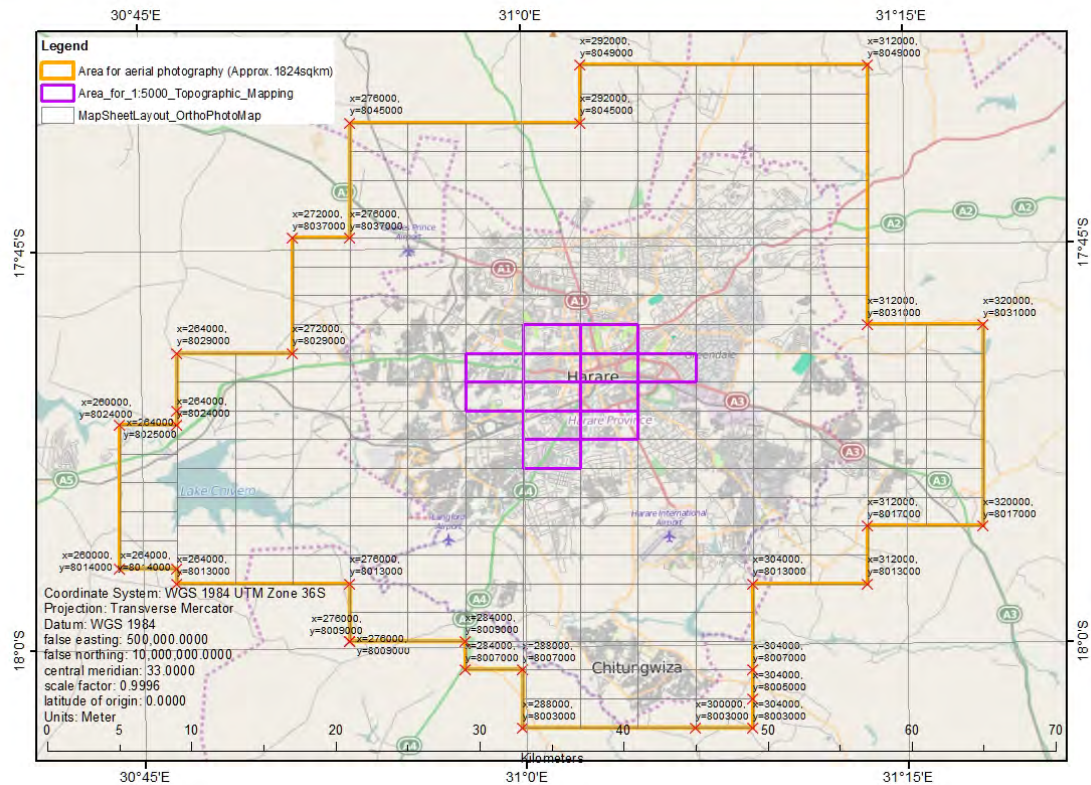 30°45'E
31°0'E
31°15'E
Legend
Area for aerial photography (Approx. 1824sqkm)
Area_for_1:5000_Topographic_Mapping
MapSheetLayout_OrthoPhotoMap
x=292000,
y=8049000
x=312000,
y=8049000
x=276000,
y=8045000
x=292000,
y=8045000
A2
A2
A2
x=272000,
y=8037000
x=276000,
y=8037000
Airport
17°45'S
17°45'S
A1
A1
x=312000,
y=8031000
x=320000,
y=8031000
x=264000,
y=8029000
x=272000,
y=8029000
Harare
A3
Harare Province
x=260000,
y=8024000
x=264000,
y=8024000
x=264000,
y=8025000
A3
A5
A3
Lake Chivero
A4
x=312000,
y=8017000
x=320000,
y=8017000
Harare International
Airport
Airport
x=260000,
y=8014000
x=264000,
y=8014000
x=264000,
y=8013000
x=276000,
y=8013000
x=304000,
y=8013000
x=312000,
y=8013000
Coordinate System: WGS 1984 UTM Zone 36S
Projection: Transverse Mercator
Datum: WGS 1984
false easting: 500,000.0000
false northing: 10,000,000.0000
central meridian: 33.0000
scale factor: 0.9996
latitude of origin: 0.0000
Units: Meter
A4
A3
x=276000,
y=8009000
x=276000,
y=8009000
x=284000,
y=8009000
x=284000,
y=8007000
x=288000,
y=8007000
x=304000,
y=8007000
18°0'S
18°0'S
Chitungwiza
x=304000,
y=8005000
x=288000,
y=8003000
x=300000,
y=8003000
x=304000,
y=8003000
A4
0 5 10 20 30 40 50 60 70
Kilometers
30°45'E
31°0'E
31°15'E